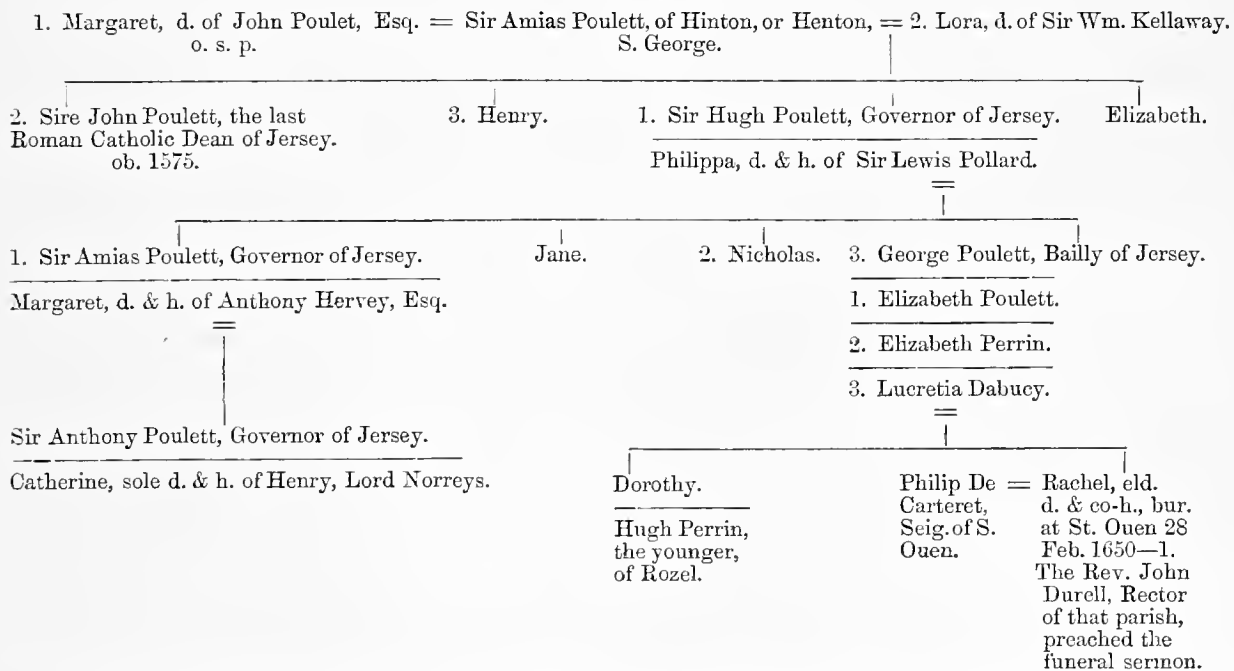 1. Margaret, d. of John Poulet, Esq. = Sir Amias Poulett, of Hinton, or Henton, = 2. Lora, d. of Sir Wm. Kellaway.
o. s. p. S. George.
2. Sire John Poulett, the last
Roman Catholic Dean of Jersey.
ob. 1575.
3. Henry.
1. Sir Hugh Poulett, Governor of Jersey.
Philippa, d. & h. of Sir Lewis Pollard.
=
Elizabeth.
1. Sir Amias Poulett, Governor of Jersey.
Margaret, d. & h. of Anthony Hervey, Esq.
=
Jane.
2. Nicholas.
3. George Poulett, Bailly of Jersey.
1. Elizabeth Poulett.
2. Elizabeth Perrin.
3. Lucretia Dabucy.
=
Sir Anthony Poulett, Governor of Jersey.
Catherine, sole d. & h. of Henry, Lord Norreys.
Dorothy.
Hugh Perrin,
the younger,
of Rozel.
Philip De =
Carteret,
Seig. of S.
Ouen.
Rachel, eld.
d. & co-h., bur.
at St. Ouen 28
Feb. 1650—1.
The Rev. John
Durell, Rector
of that parish,
preached the
funeral sermon.